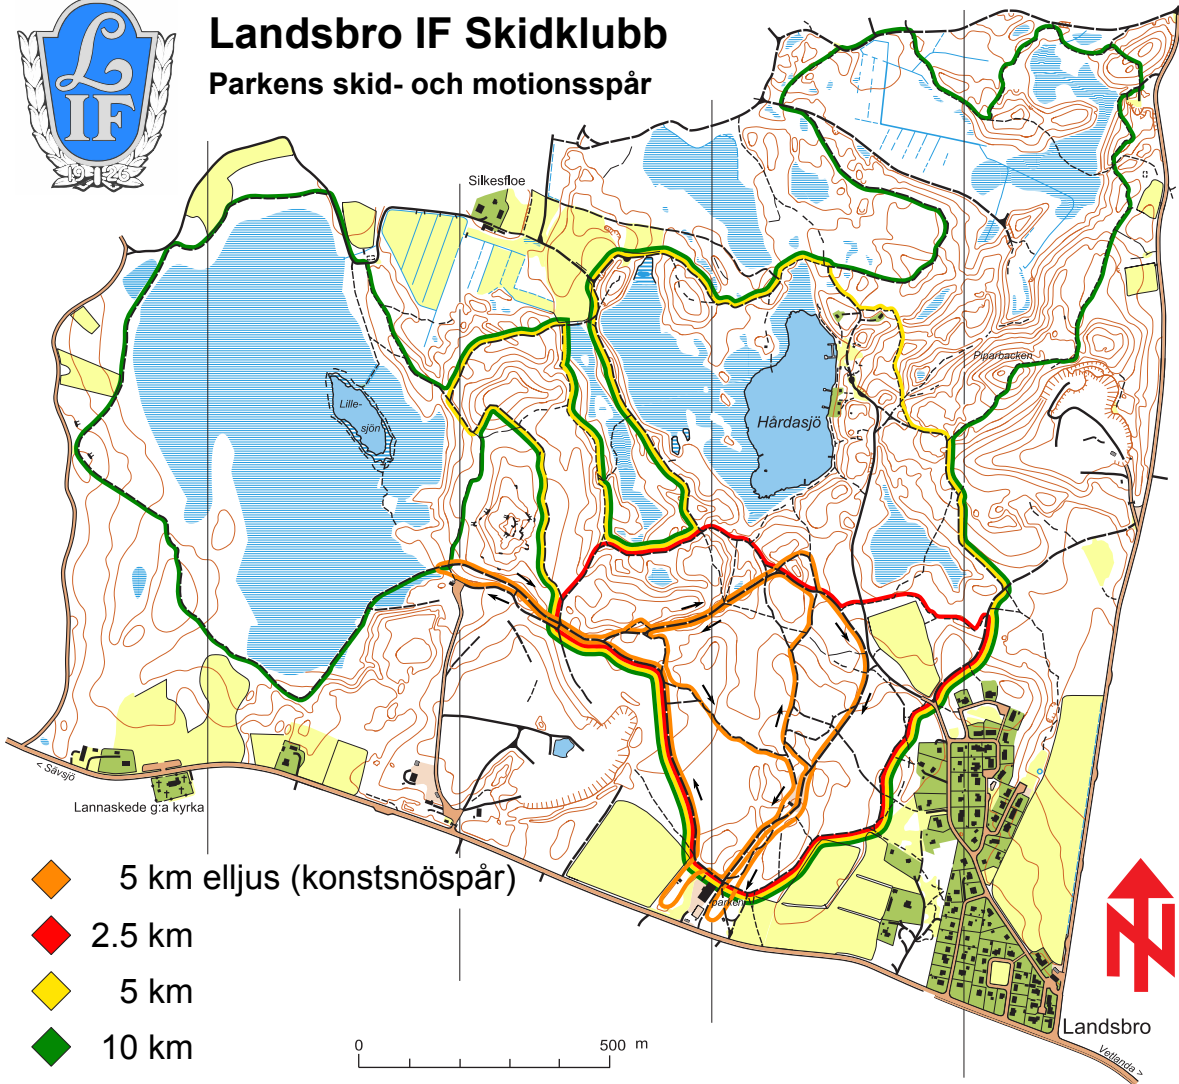 Landsbro IF Skidklubb
Parkens skid- och motionsspår
L
IF
1926
Silkesfloe
Lille-
sjön
Hårdasjö
Piparbacken
< Sävsjö
Lannaskede g:a kyrka
parken
5 km elljus (konstsnöspår)
2.5 km
5 km
10 km
0 500 m
N
Landsbro
Vetlanda >